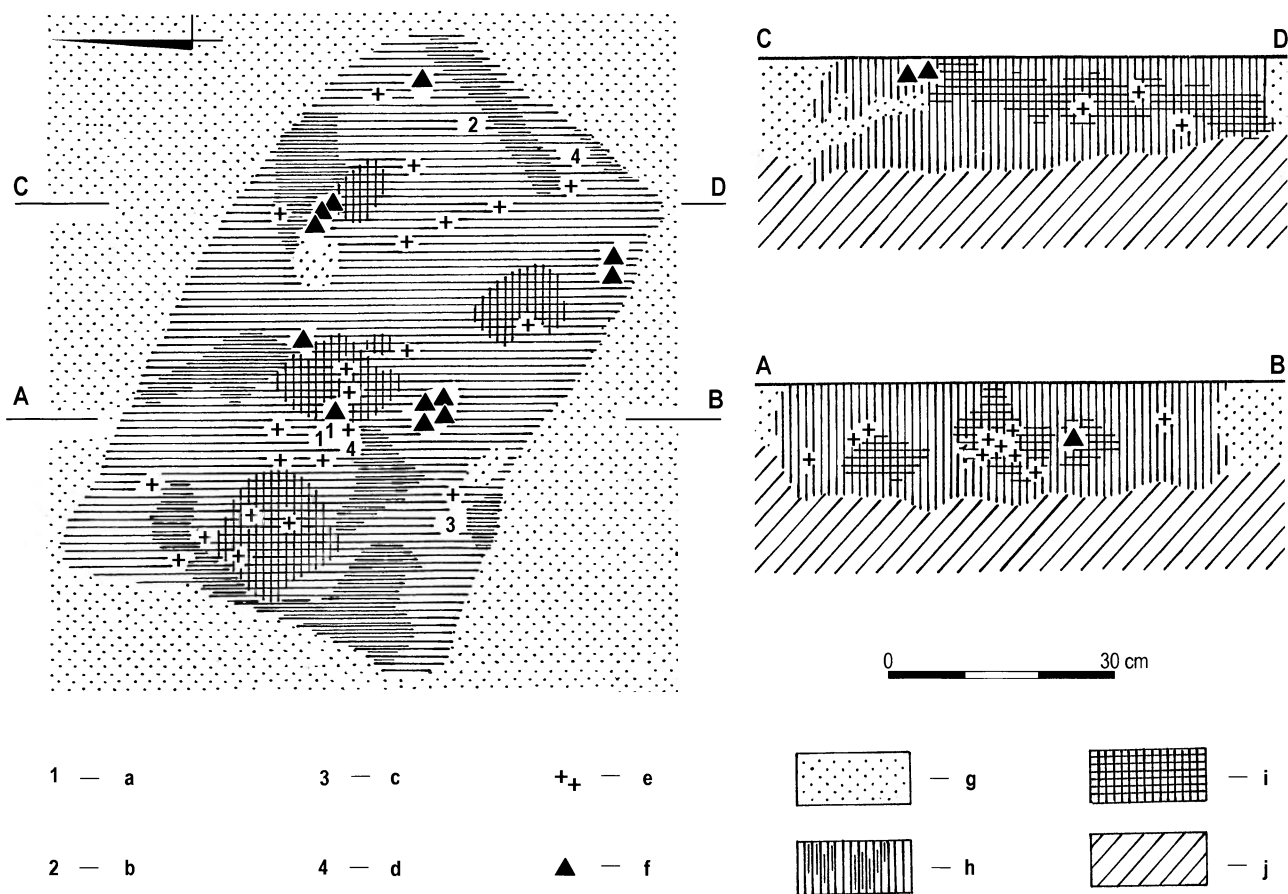 C D
A B
2
4
1 1
4
3
C D
A B
0 30 cm
1 — a
2 — b
3 — c
4 — d
+ + — e
▲ — f
— g
— h
— i
— j